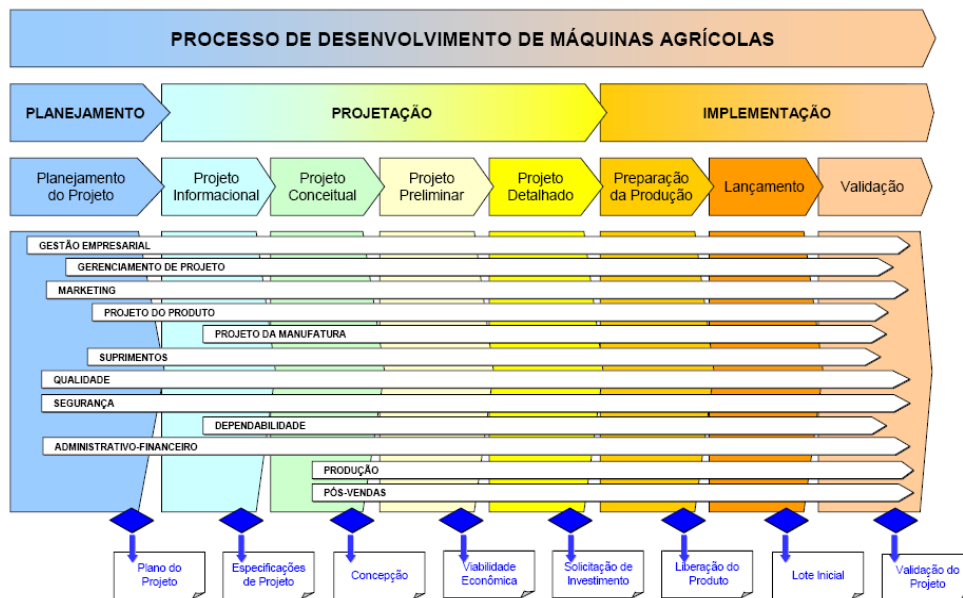 PROCESSO DE DESENVOLVIMENTO DE MÁQUINAS AGRÍCOLAS
PLANEJAMENTO
PROJETAÇÃO
IMPLEMENTAÇÃO
Planejamento
do Projeto
Projeto
Informacional
Projeto
Conceitual
Projeto
Preliminar
Projeto
Detalhado
Preparação
da Produção
Lançamento
Validação
GESTÃO EMPRESARIAL
GERENCIAMENTO DE PROJETO
MARKETING
PROJETO DO PRODUTO
PROJETO DA MANUFATURA
SUPRIMENTOS
QUALIDADE
SEGURANÇA
DEPENDABILIDADE
ADMINISTRATIVO-FINANCEIRO
PRODUÇÃO
PÓS-VENDAS
Plano do
Projeto
Especificações
de Projeto
Concepção
Viabilidade
Econômica
Solicitação de
Investimento
Liberação do
Produto
Lote Inicial
Validação do
Projeto